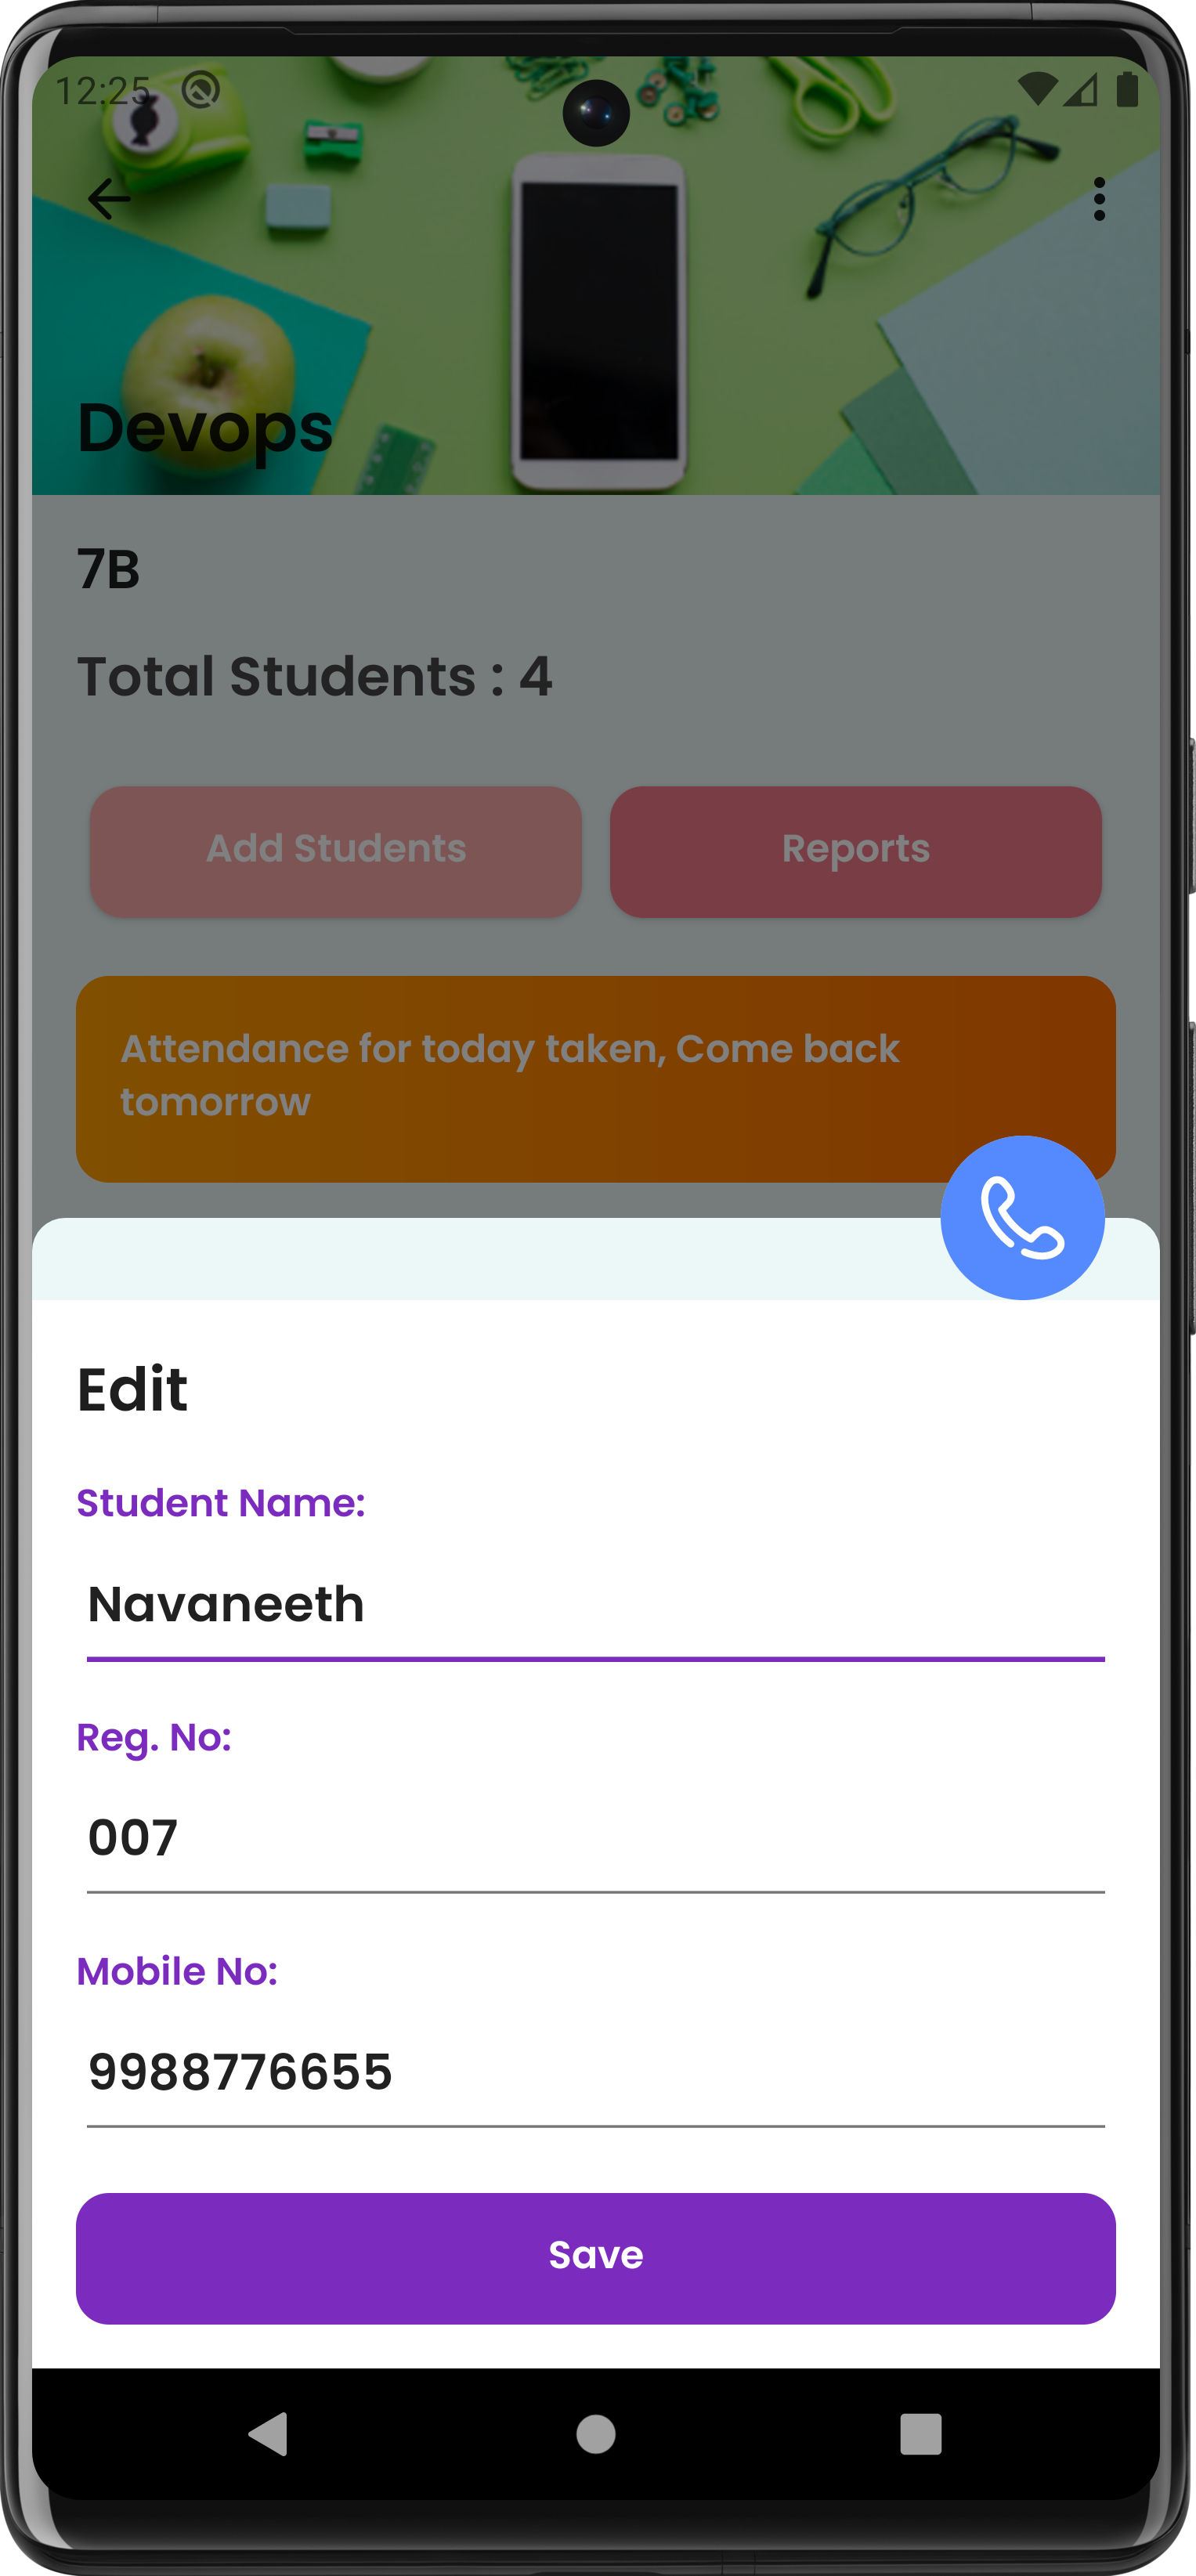 12:25
Devops
7B
Total Students : 4
Add Students
Reports
Attendance for today taken, Come back
tomorrow
Edit
Student Name:
Navaneeth
Reg. No:
007
Mobile No:
9988776655
Save